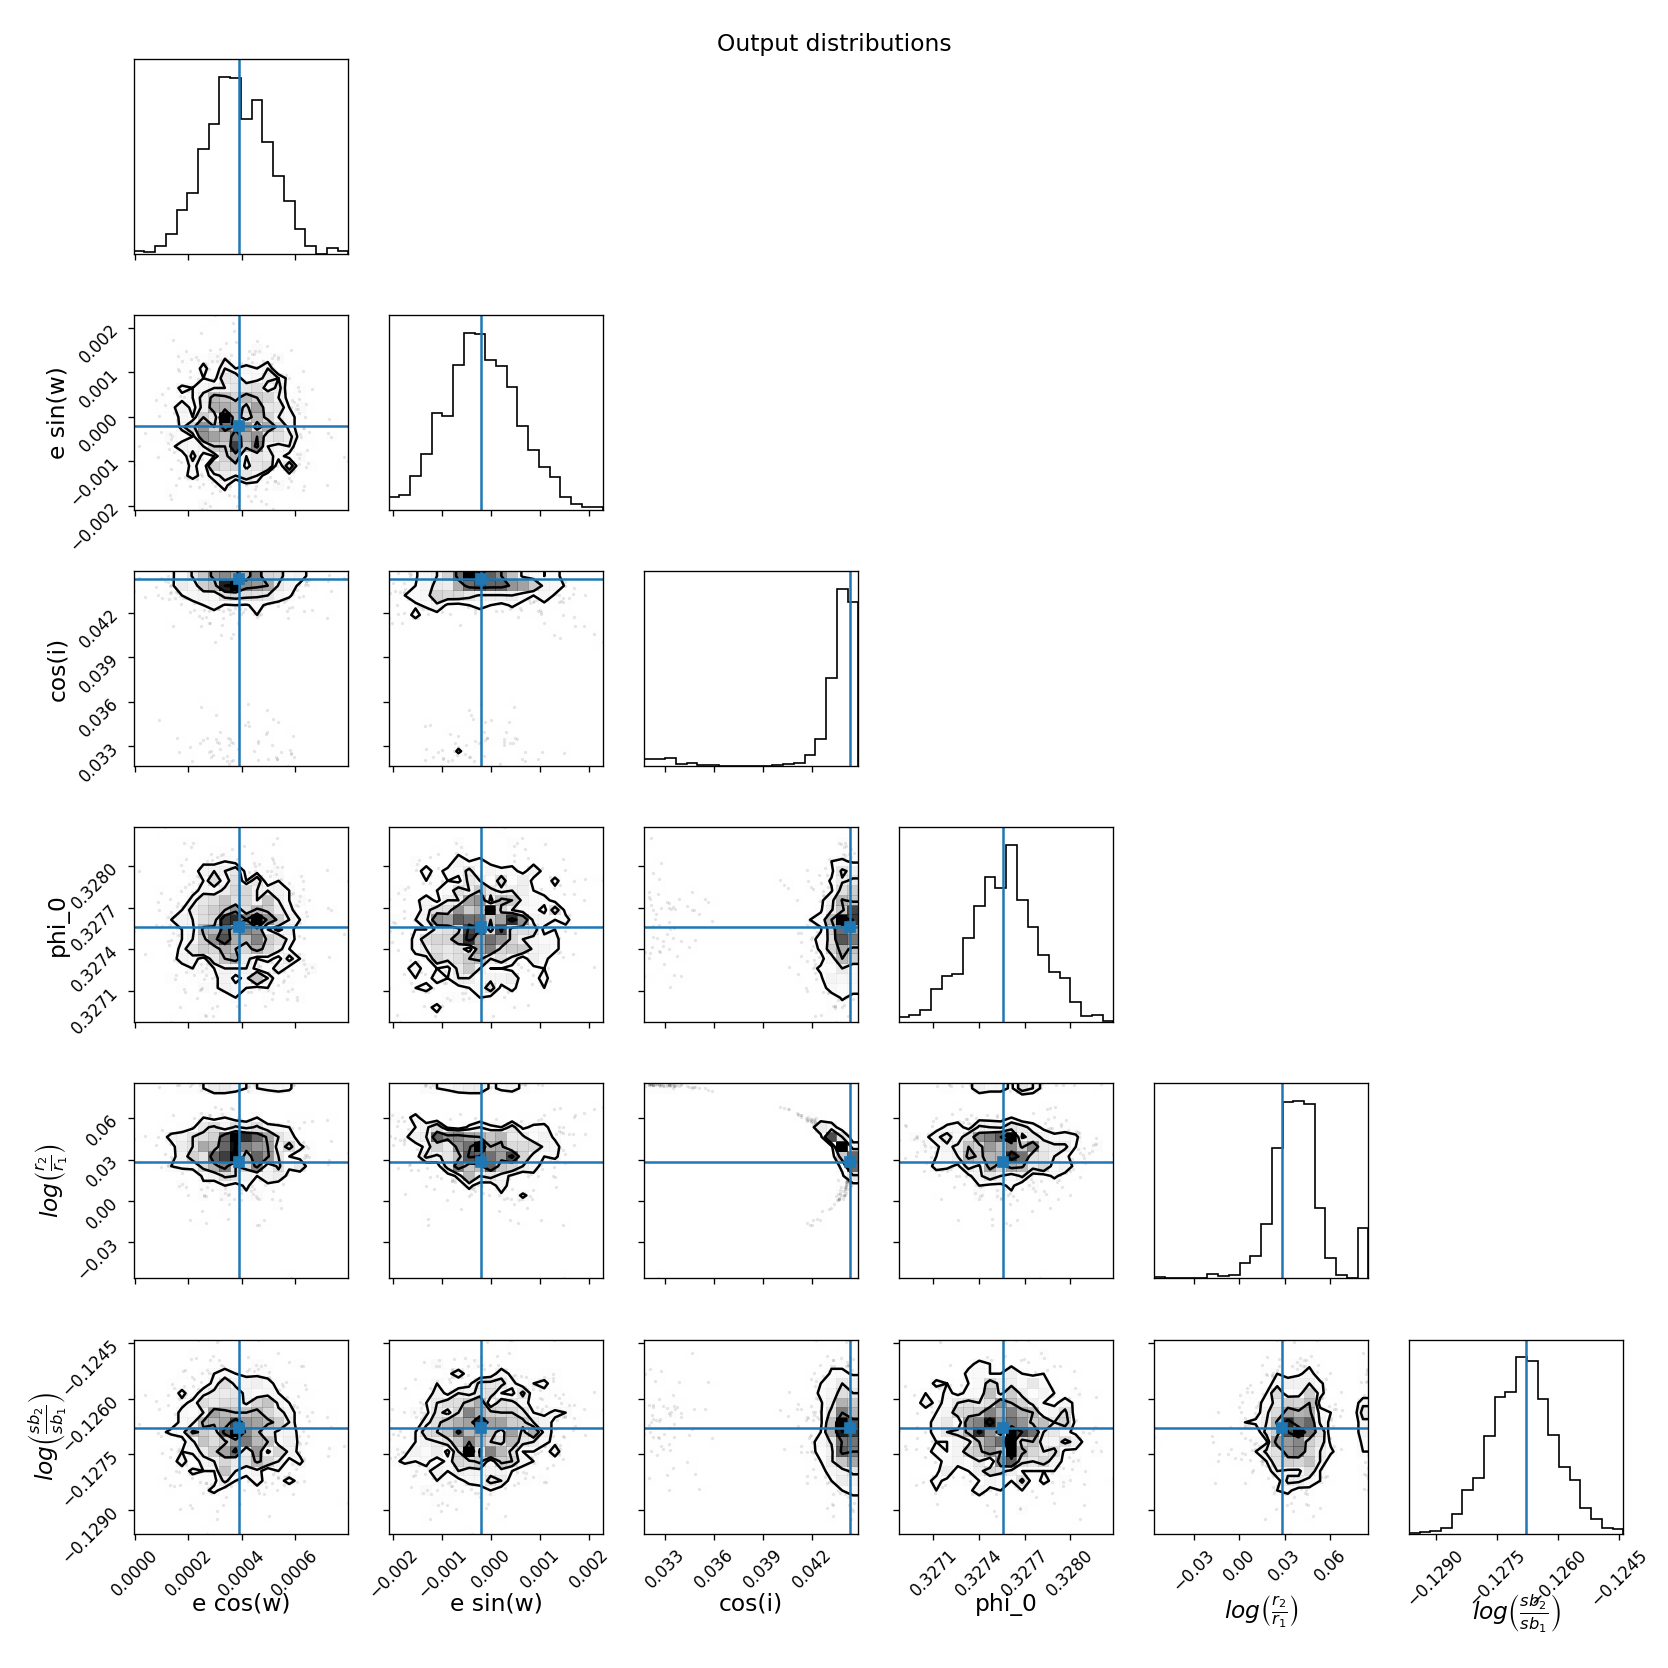 Output distributions
e sin(w)
0.002
0.001
0.000
−0.001
−0.002
cos(i)
0.042
0.039
0.036
0.033
phi_0
0.3280
0.3277
0.3274
0.3271
log(r2/r1)
0.06
0.03
0.00
−0.03
log(sb2/sb1)
−0.1245
−0.1260
−0.1275
−0.1290
0.0000 0.0002 0.0004 0.0006 −0.002 −0.001 0.000 0.001 0.002 0.033 0.036 0.039 0.042 0.3271 0.3274 0.3277 0.3280 −0.03 0.00 0.03 0.06 −0.1290 −0.1275 −0.1260 −0.1245
e cos(w) e sin(w) cos(i) phi_0 log(r2/r1) log(sb2/sb1)